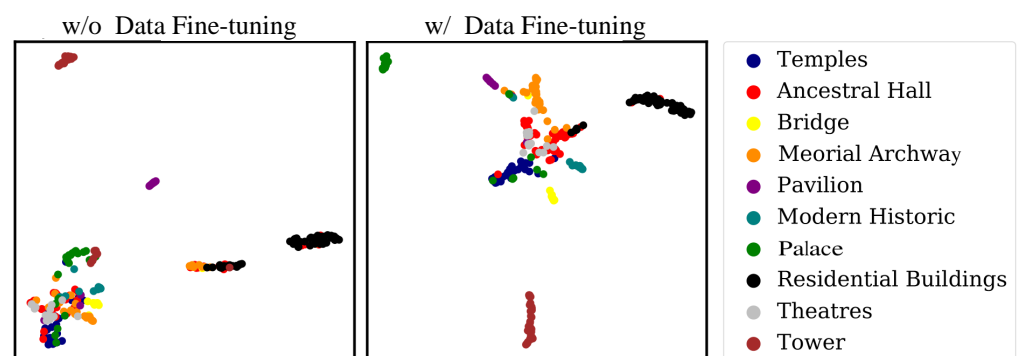 w/o Data Fine-tuning
w/ Data Fine-tuning
Temples
Ancestral Hall
Bridge
Meorial Archway
Pavilion
Modern Historic
Palace
Residential Buildings
Theatres
Tower